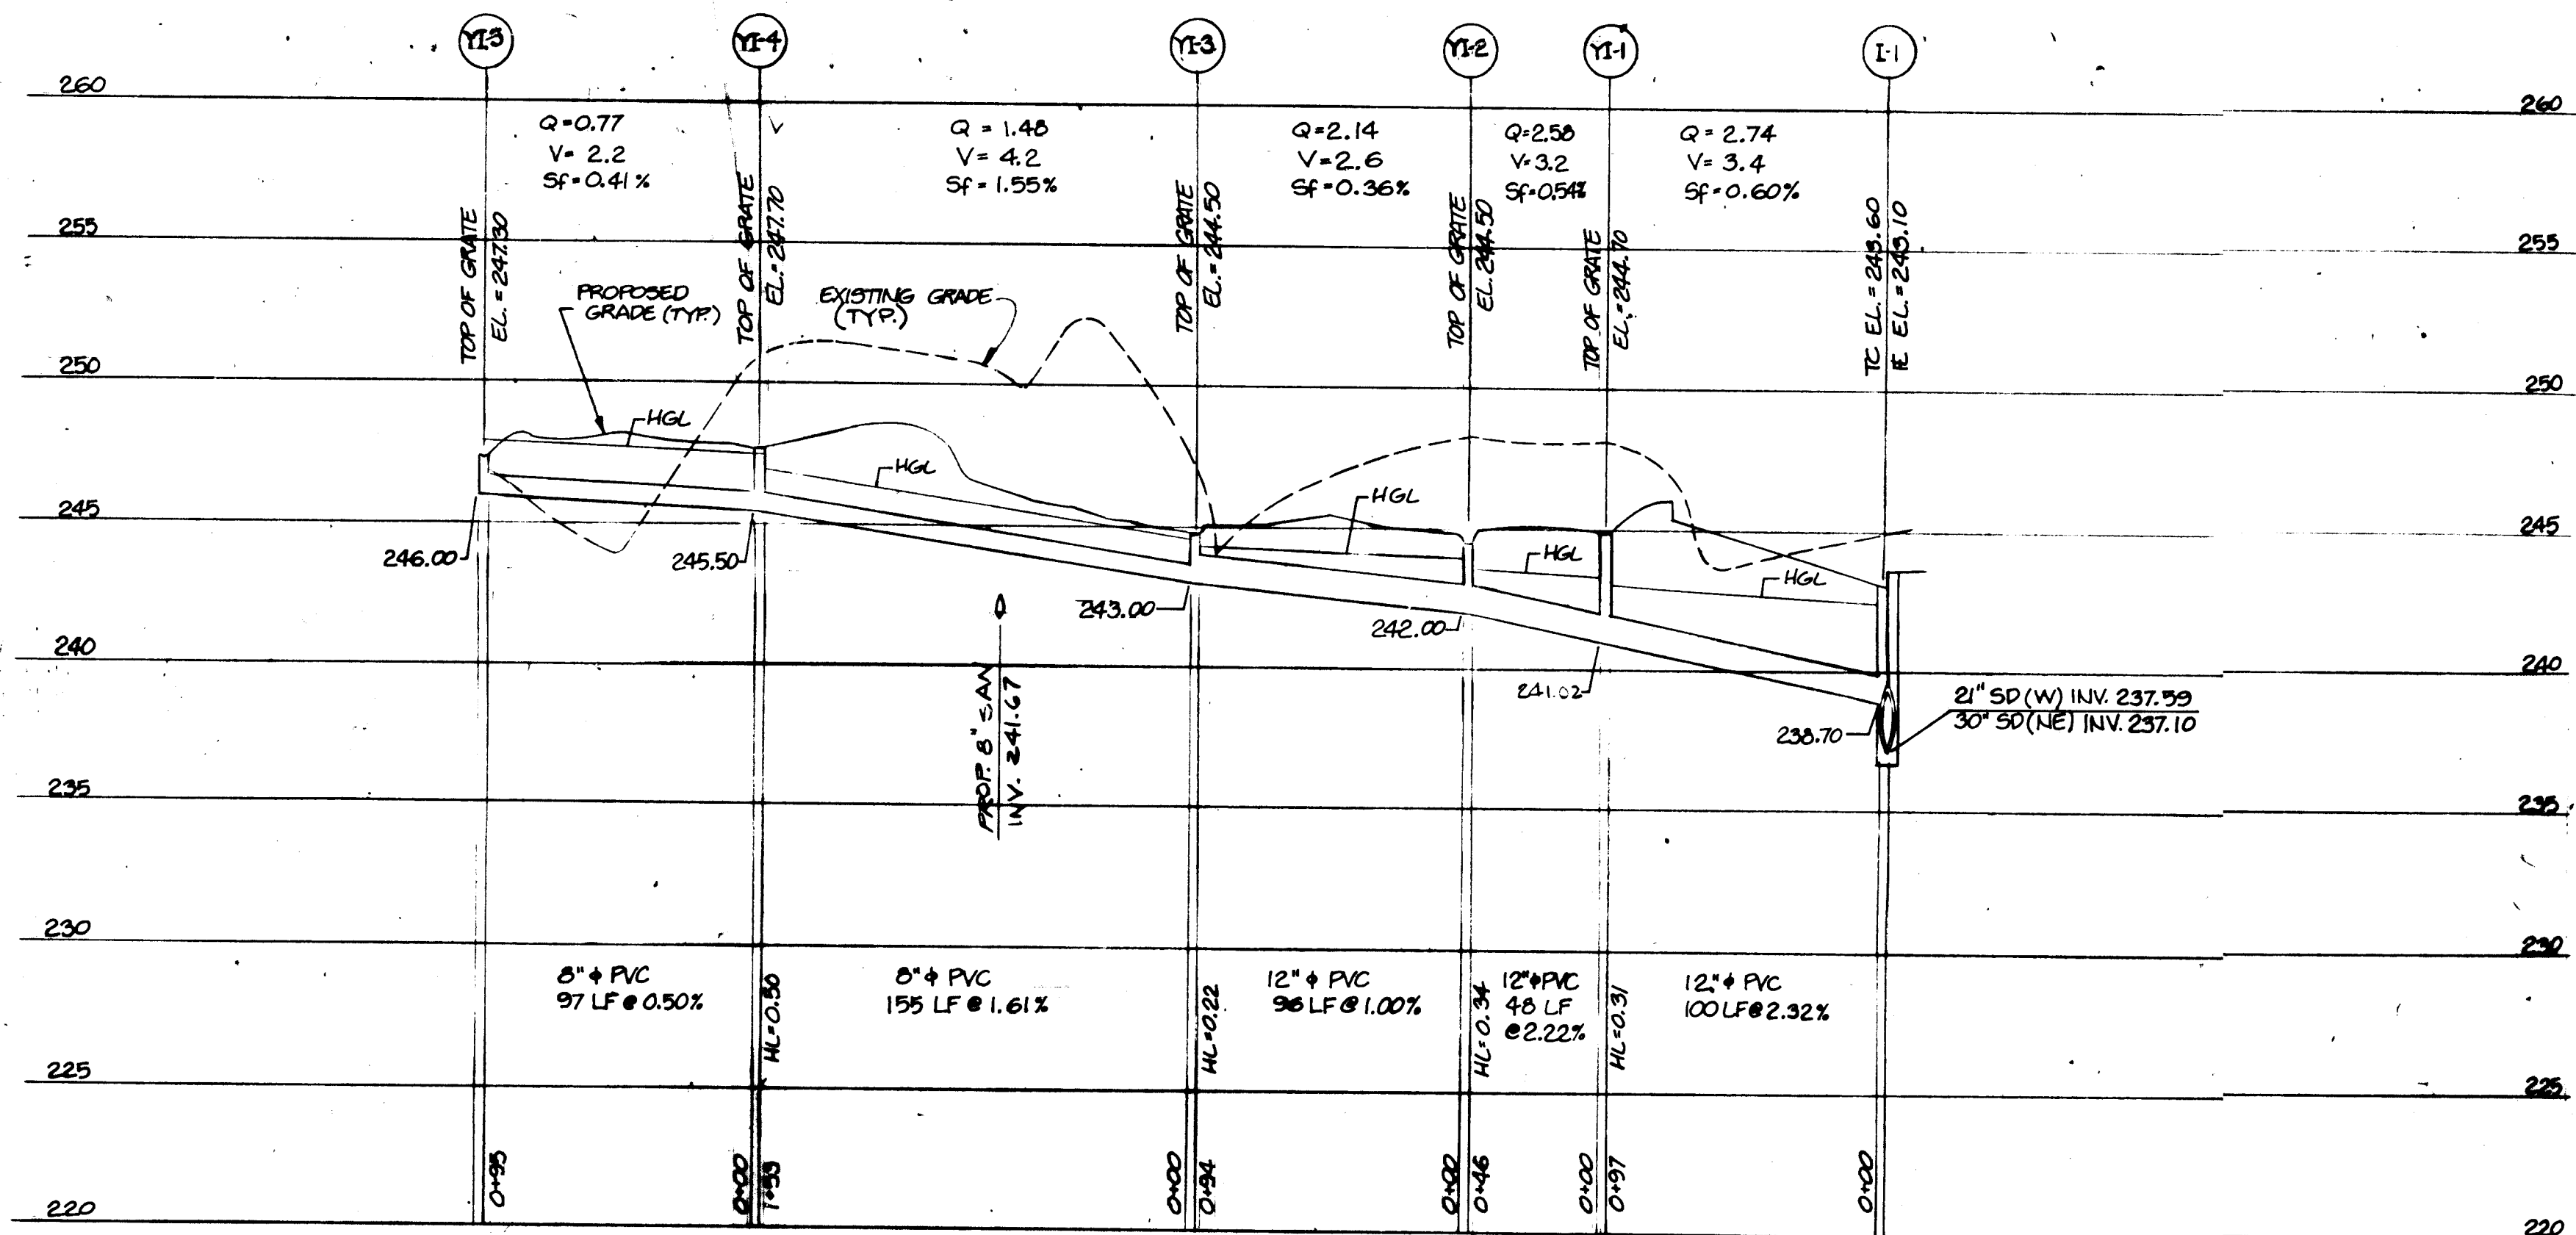 YI-5
YI-4
YI-3
YI-2
YI-1
I-1
260
260
Q=0.77
V= 2.2
Sf=0.41%
Q = 1.48
V= 4.2
Sf = 1.55%
Q=2.14
V=2.6
Sf=0.36%
Q=2.58
V=3.2
Sf=0.54%
Q= 2.74
V= 3.4
Sf=0.60%
TOP OF GRATE
EL.= 247.30
TOP OF GRATE
EL.= 247.70
TOP OF GRATE
EL.= 244.50
TOP OF GRATE
EL. 244.50
TOP OF GRATE
EL.=244.70
TC EL.= 243.60
EL.= 243.10
255
255
PROPOSED
GRADE (TYP.)
EXISTING GRADE
(TYP.)
250
250
HGL
HGL
HGL
HGL
HGL
245
245
246.00
245.50
243.00
242.00
241.02
238.70
240
240
PROP. 8" SAN
INV. 241.67
21" SD (W) INV. 237.59
30" SD (NE) INV. 237.10
235
235
230
230
8" φ PVC
97 LF @ 0.50%
HL=0.50
8" φ PVC
155 LF @ 1.61%
HL=0.22
12" φ PVC
96 LF @ 1.00%
HL=0.34
12" φ PVC
48 LF
@2.22%
HL=0.31
12" φ PVC
100 LF@2.32%
225
225
0+95
0+00
1+53
0+00
0+94
0+00
0+46
0+00
0+97
0+00
220
220